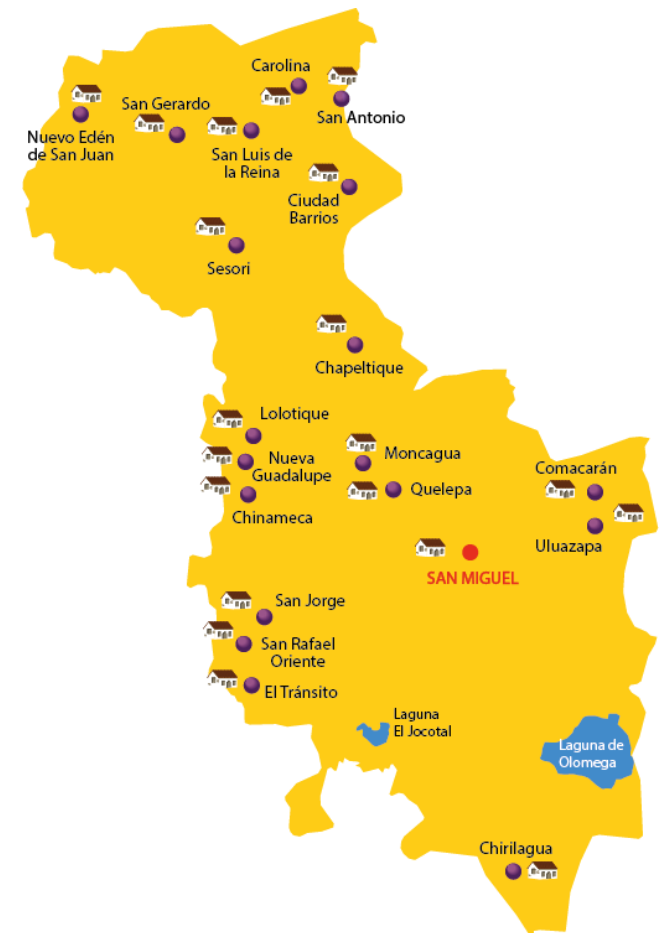 Carolina
San Gerardo
San Antonio
Nuevo Edén
de San Juan
San Luis de
la Reina
Ciudad
Barrios
Sesori
Chapeltique
Lolotique
Nueva
Guadalupe
Moncagua
Comacarán
Quelepa
Chinameca
Uluazapa
SAN MIGUEL
San Jorge
San Rafael
Oriente
El Tránsito
Laguna
El Jocotal
Laguna de
Olomega
Chirilagua